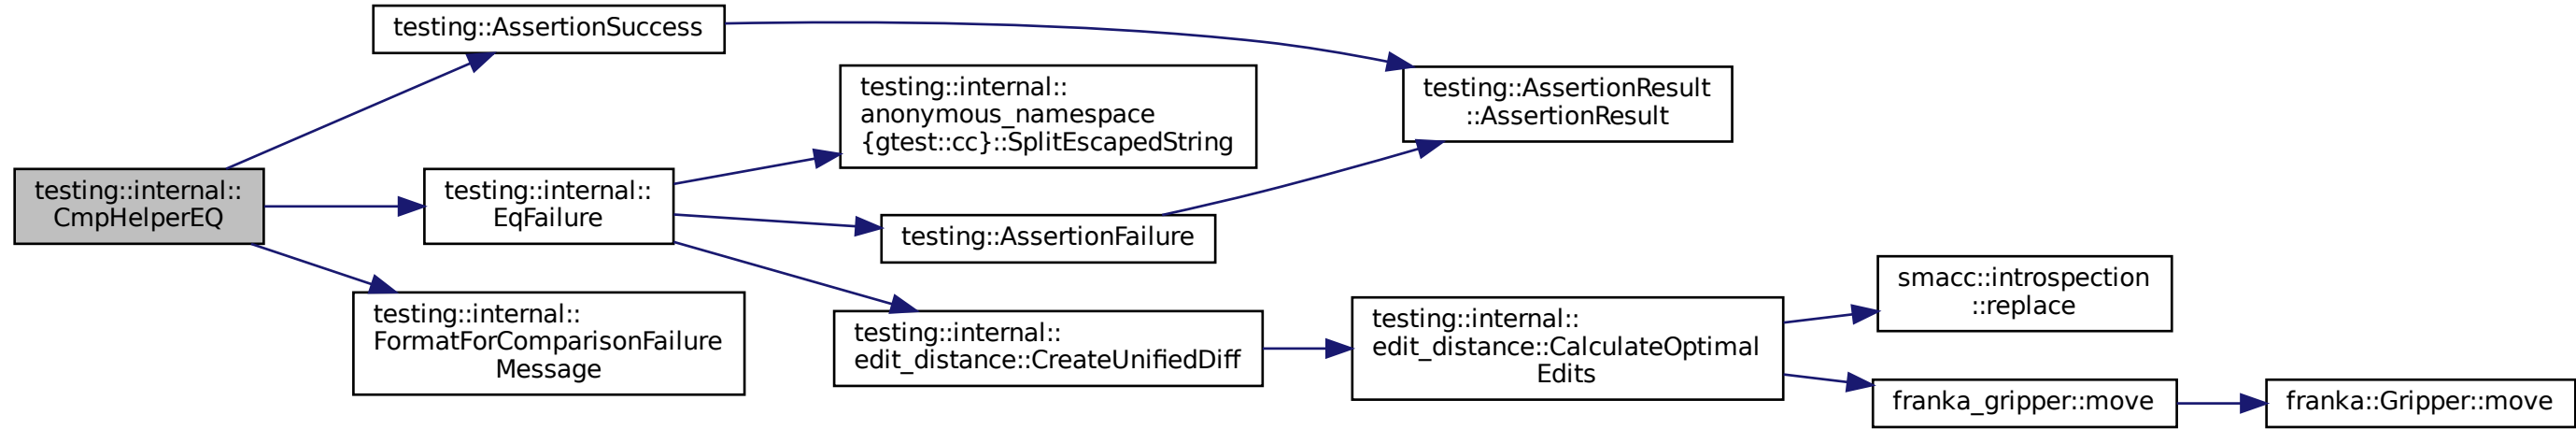 testing::AssertionSuccess
testing::internal::
anonymous_namespace
{gtest::cc}::SplitEscapedString
testing::AssertionResult
::AssertionResult
testing::internal::
CmpHelperEQ
testing::internal::
EqFailure
testing::AssertionFailure
testing::internal::
FormatForComparisonFailure
Message
testing::internal::
edit_distance::CreateUnifiedDiff
testing::internal::
edit_distance::CalculateOptimal
Edits
smacc::introspection
::replace
franka_gripper::move
franka::Gripper::move